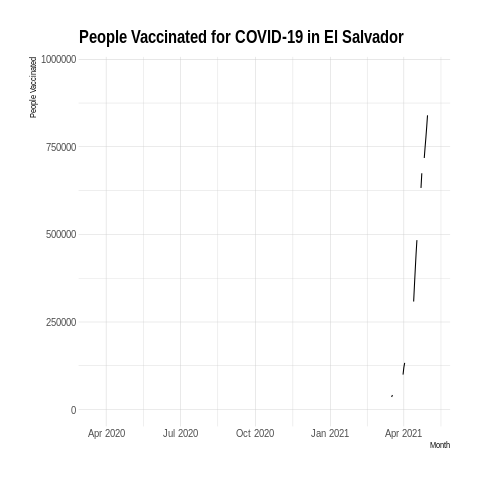 People Vaccinated for COVID-19 in El Salvador
People Vaccinated
1000000
750000
500000
250000
0
Apr 2020 Jul 2020 Oct 2020 Jan 2021 Apr 2021
Month